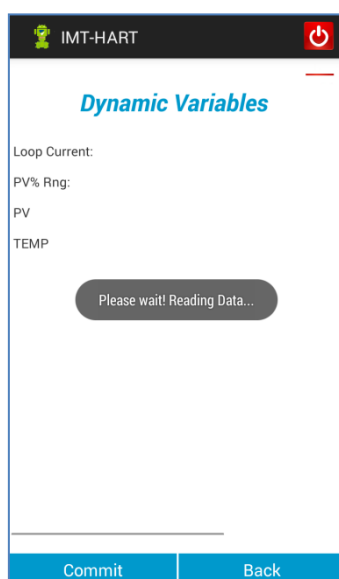 IMT-HART
Dynamic Variables
Loop Current:
PV% Rng:
PV
TEMP
Please wait! Reading Data...
Commit Back